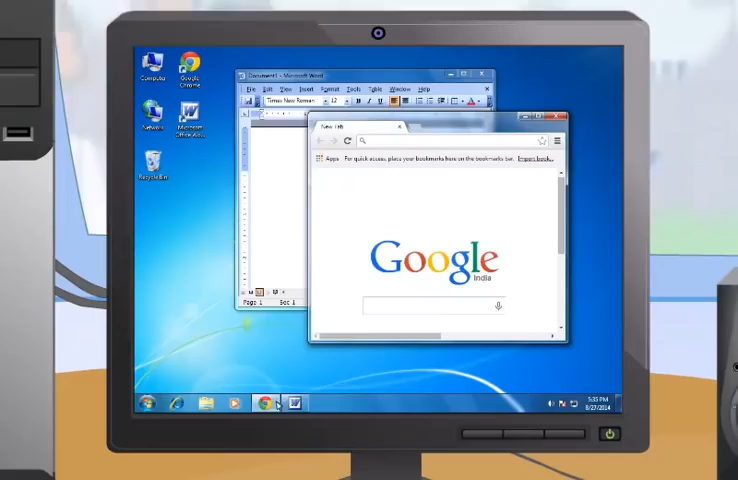 Document1 - Microsoft Word
File Edit View Insert Format Tools Table Window Help
Times New Roman 12
Page 1 Sec 1
New Tab
Apps For quick access, place your bookmarks here on the bookmarks bar. Import book...
Google
India
Computer
Google
Chrome
Network
Microsoft
Office
Recycle Bin
5:35 PM
8/27/2014